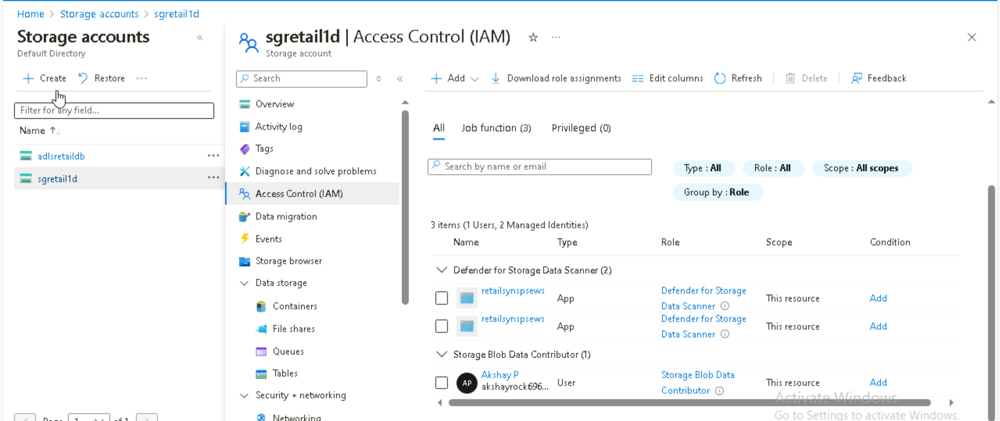 Home > Storage accounts > sgretail1d
Storage accounts
Default Directory
Create Restore ...
Filter for any field...
Name
adlsretaildb ...
sgretail1d ...
sgretail1d | Access Control (IAM) ...
Storage account
Search
Overview
Activity log
Tags
Diagnose and solve problems
Access Control (IAM)
Data migration
Events
Storage browser
Data storage
Containers
File shares
Queues
Tables
Security + networking
Networking
Add Download role assignments Edit columns Refresh Delete Feedback
All Job function (3) Privileged (0)
Search by name or email
Type : All Role : All Scope : All scopes
Group by : Role
3 items (1 Users, 2 Managed Identities)
Name Type Role Scope Condition
Defender for Storage Data Scanner (2)
retailsynspsews App Defender for Storage Data Scanner This resource Add
retailsynspsews App Defender for Storage Data Scanner This resource Add
Storage Blob Data Contributor (1)
AP Akshay P akshayrock696... User Storage Blob Data Contributor This resource Add
Activate Windows
Go to Settings to activate Windows.
Page 1 of 1